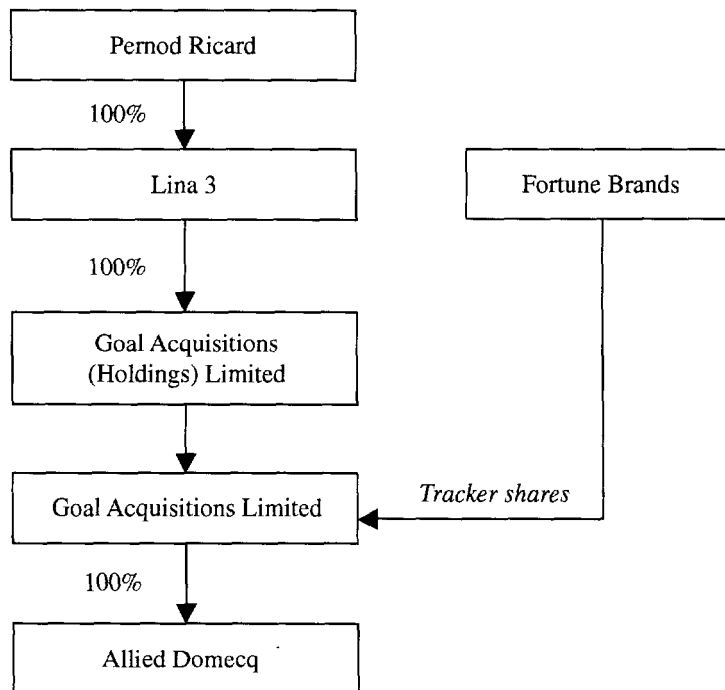 Pernod Ricard
100%
Lina 3
Fortune Brands
100%
Goal Acquisitions
(Holdings) Limited
Goal Acquisitions Limited
Tracker shares
100%
Allied Domecq